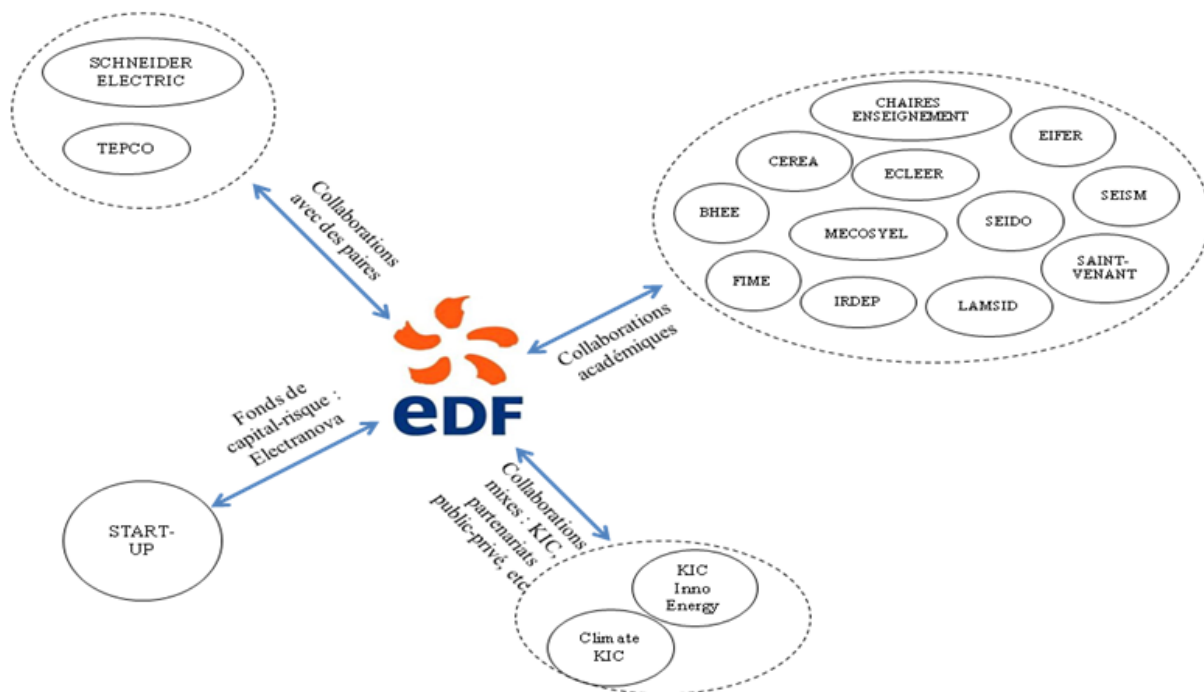 SCHNEIDER
ELECTRIC
TEPCO
Collaborations
avec des paires
CHAIRES
ENSEIGNEMENT
EIFER
CEREA
ECLEER
SEISM
BHEE
MECOSYEL
SEIDO
SAINT-
VENANT
FIME
IRDEP
LAMSID
Collaborations
académiques
eDF
Fonds de
capital-risque :
Electranova
START-
UP
Collaborations
mixes : KIC,
partenariats
public-privé, etc
KIC
Inno
Energy
Climate
KIC